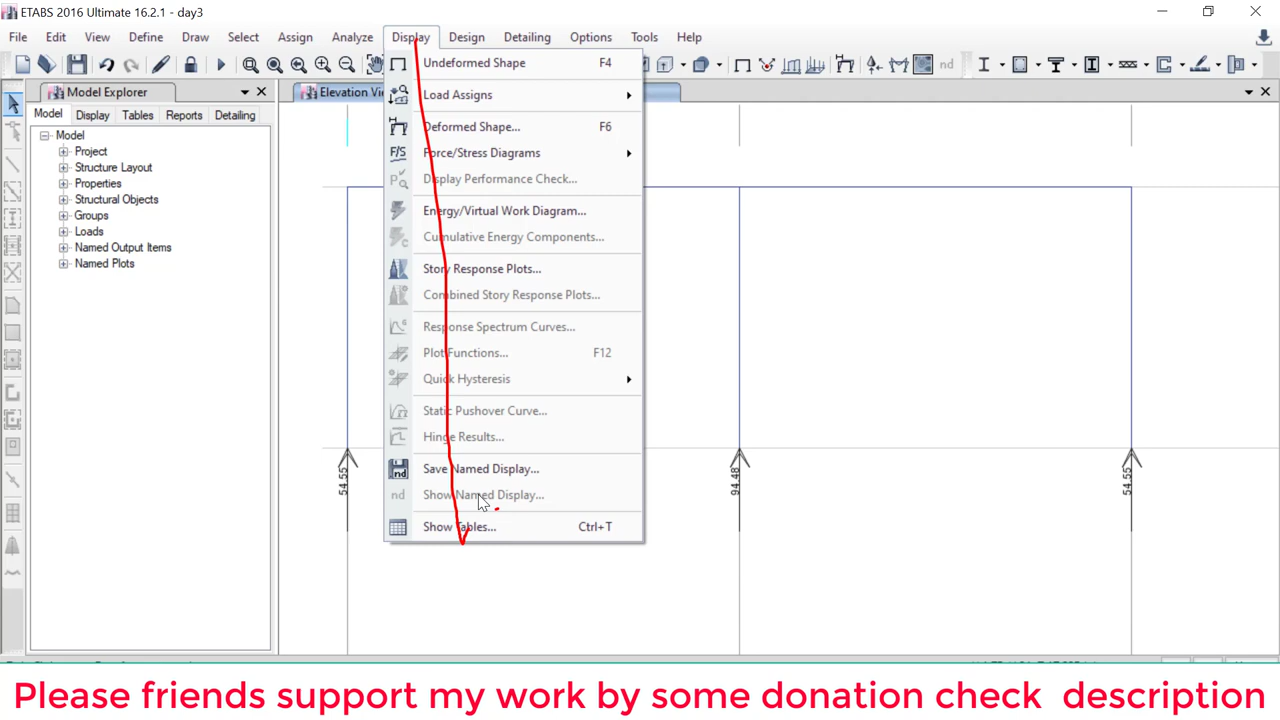 ETABS 2016 Ultimate 16.2.1 - day3
File Edit View Define Draw Select Assign Analyze Display Design Detailing Options Tools Help
nd
Model Explorer
Elevation Vie
Model Display Tables Reports Detailing
Model
Project
Structure Layout
Properties
Structural Objects
Groups
Loads
Named Output Items
Named Plots
Undeformed Shape F4
Load Assigns
Deformed Shape... F6
F/S Force/Stress Diagrams
Display Performance Check...
Energy/Virtual Work Diagram...
Cumulative Energy Components...
Story Response Plots...
Combined Story Response Plots...
Response Spectrum Curves...
Plot Functions... F12
Quick Hysteresis
Static Pushover Curve...
Hinge Results...
nd Save Named Display...
nd Show Named Display...
Show Tables... Ctrl+T
54.55
94.48
54.55
Please friends support my work by some donation check description